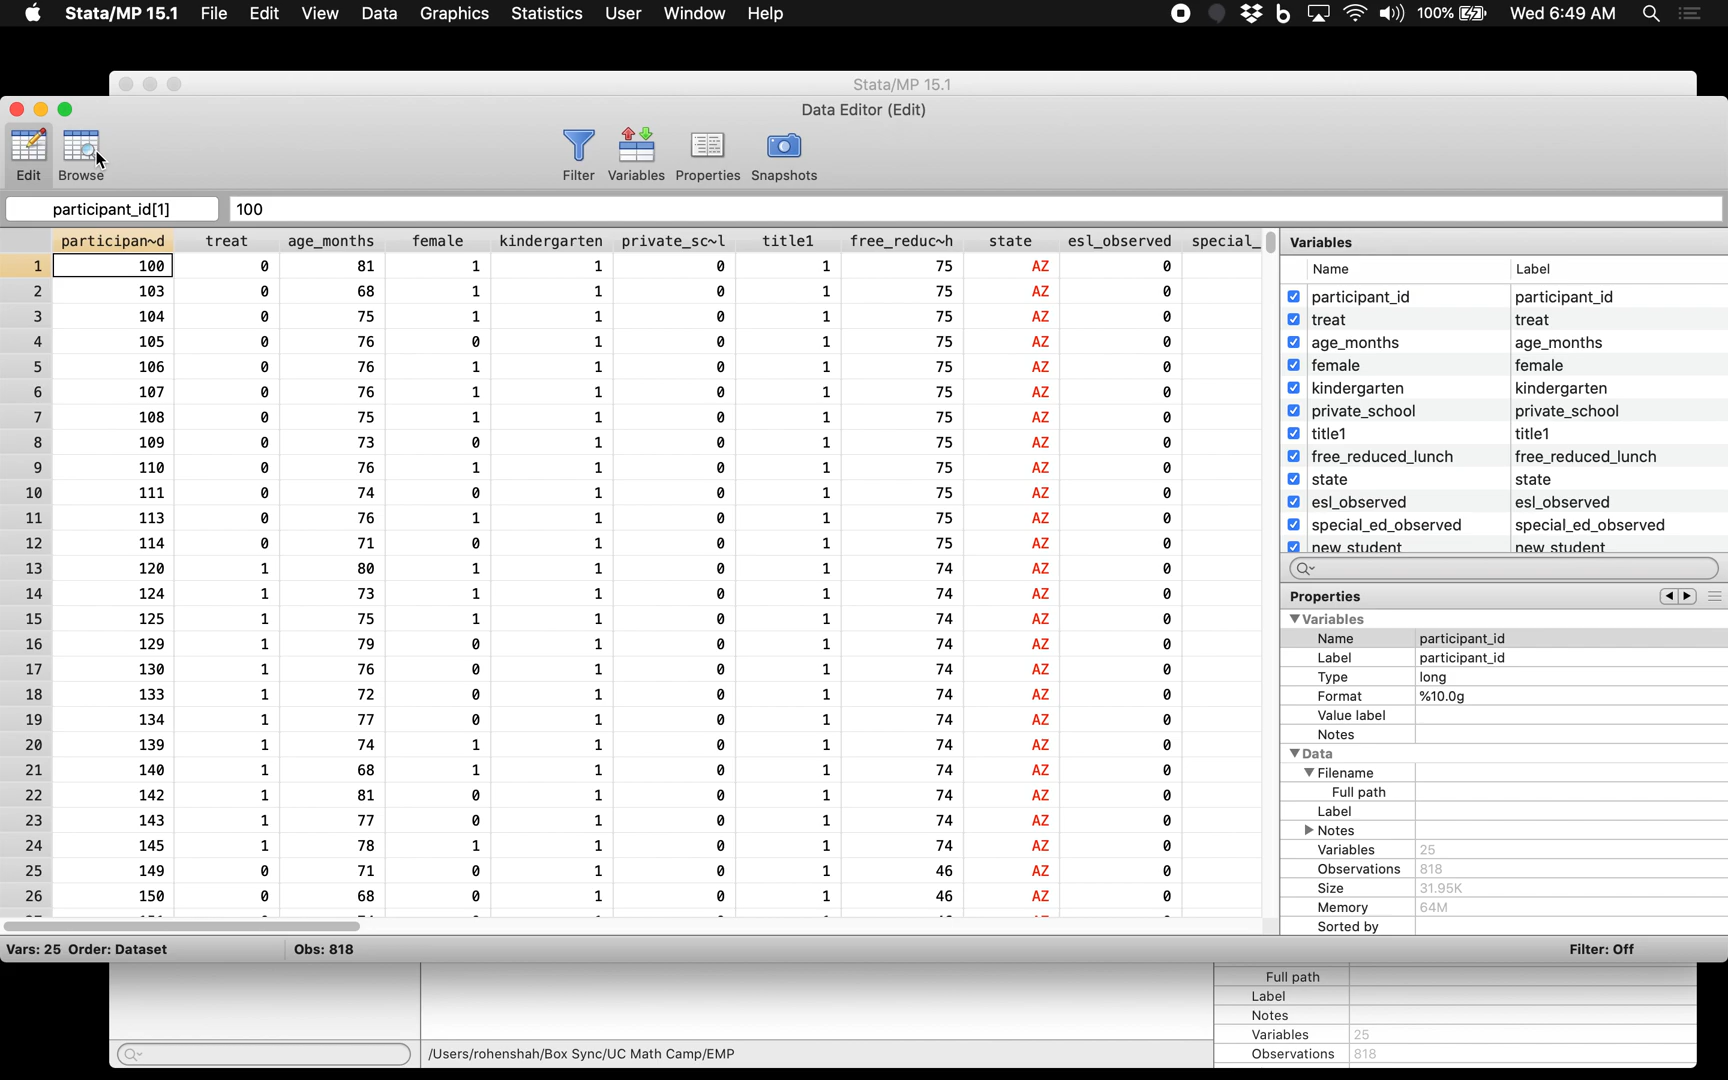 Stata/MP 15.1 File Edit View Data Graphics Statistics User Window Help 100% Wed 6:49 AM
Stata/MP 15.1
Data Editor (Edit)
Edit Browse Filter Variables Properties Snapshots
participant_id[1] 100
participan~d treat age_months female kindergarten private_sc~l title1 free_reduc~h state esl_observed special_
1 100 0 81 1 1 0 1 75 AZ 0
2 103 0 68 1 1 0 1 75 AZ 0
3 104 0 75 1 1 0 1 75 AZ 0
4 105 0 76 0 1 0 1 75 AZ 0
5 106 0 76 1 1 0 1 75 AZ 0
6 107 0 76 1 1 0 1 75 AZ 0
7 108 0 75 1 1 0 1 75 AZ 0
8 109 0 73 0 1 0 1 75 AZ 0
9 110 0 76 1 1 0 1 75 AZ 0
10 111 0 74 0 1 0 1 75 AZ 0
11 113 0 76 1 1 0 1 75 AZ 0
12 114 0 71 0 1 0 1 75 AZ 0
13 120 1 80 1 1 0 1 74 AZ 0
14 124 1 73 1 1 0 1 74 AZ 0
15 125 1 75 1 1 0 1 74 AZ 0
16 129 1 79 0 1 0 1 74 AZ 0
17 130 1 76 0 1 0 1 74 AZ 0
18 133 1 72 0 1 0 1 74 AZ 0
19 134 1 77 0 1 0 1 74 AZ 0
20 139 1 74 1 1 0 1 74 AZ 0
21 140 1 68 1 1 0 1 74 AZ 0
22 142 1 81 0 1 0 1 74 AZ 0
23 143 1 77 0 1 0 1 74 AZ 0
24 145 1 78 1 1 0 1 74 AZ 0
25 149 0 71 0 1 0 1 46 AZ 0
26 150 0 68 0 1 0 1 46 AZ 0
Variables
Name Label
participant_id participant_id
treat treat
age_months age_months
female female
kindergarten kindergarten
private_school private_school
title1 title1
free_reduced_lunch free_reduced_lunch
state state
esl_observed esl_observed
special_ed_observed special_ed_observed
new_student new_student
Properties
Variables
Name participant_id
Label participant_id
Type long
Format %10.0g
Value label
Notes
Data
Filename
Full path
Label
Notes
Variables 25
Observations 818
Size 31.95K
Memory 64M
Sorted by
Vars: 25 Order: Dataset Obs: 818 Filter: Off
Full path
Label
Notes
Variables 25
Observations 818
/Users/rohenshah/Box Sync/UC Math Camp/EMP